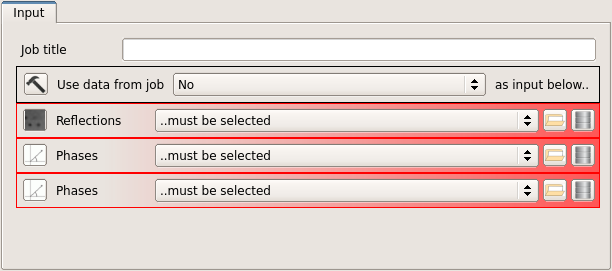 Input
Job title
Use data from job No as input below..
Reflections ..must be selected
Phases ..must be selected
Phases ..must be selected